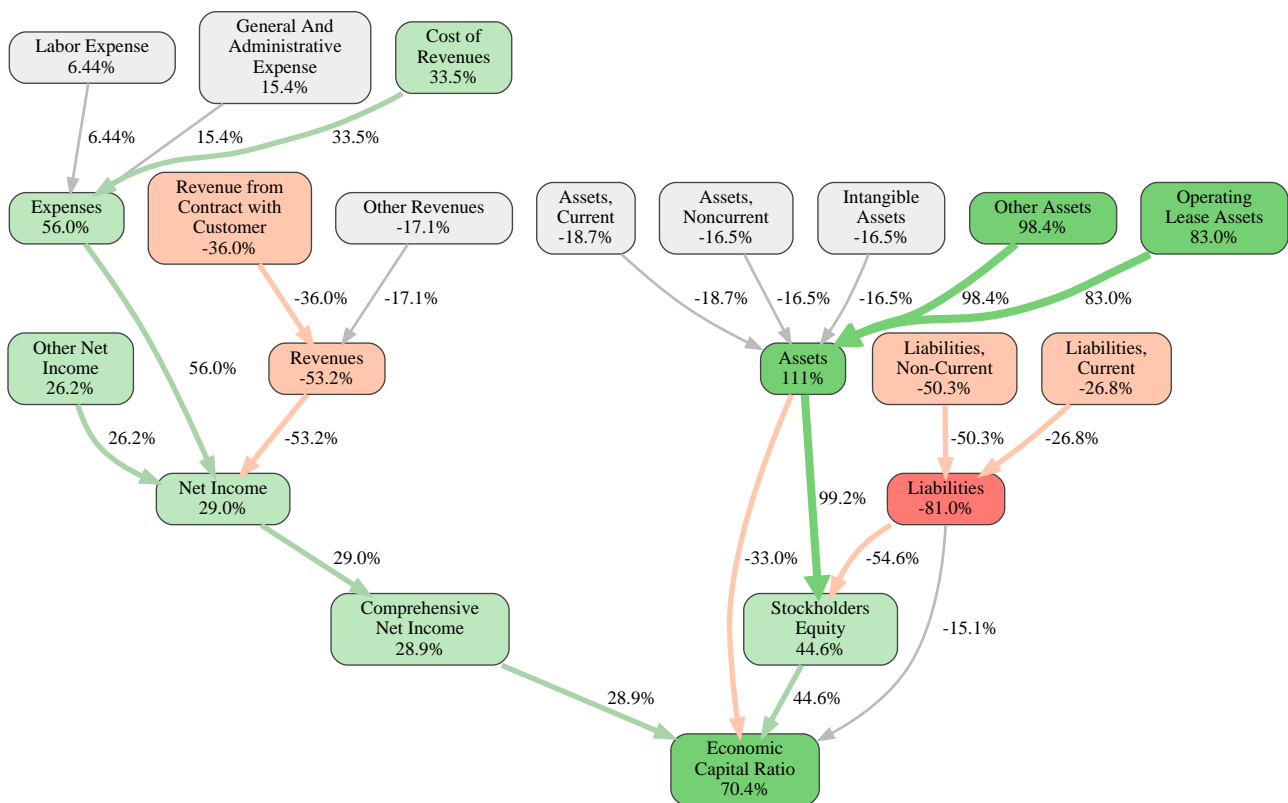 General And
Administrative
Expense
15.4%
Labor Expense
6.44%
Cost of
Revenues
33.5%
6.44%
15.4%
33.5%
Expenses
56.0%
Revenue from
Contract with
Customer
-36.0%
Other Revenues
-17.1%
Assets,
Current
-18.7%
Assets,
Noncurrent
-16.5%
Intangible
Assets
-16.5%
Other Assets
98.4%
Operating
Lease Assets
83.0%
-36.0%
-17.1%
-18.7%
-16.5%
-16.5%
98.4%
83.0%
Other Net
Income
26.2%
56.0%
Revenues
-53.2%
Assets
111%
Liabilities,
Non-Current
-50.3%
Liabilities,
Current
-26.8%
26.2%
-53.2%
-50.3%
-26.8%
Net Income
29.0%
99.2%
Liabilities
-81.0%
29.0%
-33.0%
-54.6%
Comprehensive
Net Income
28.9%
Stockholders
Equity
44.6%
-15.1%
28.9%
44.6%
Economic
Capital Ratio
70.4%